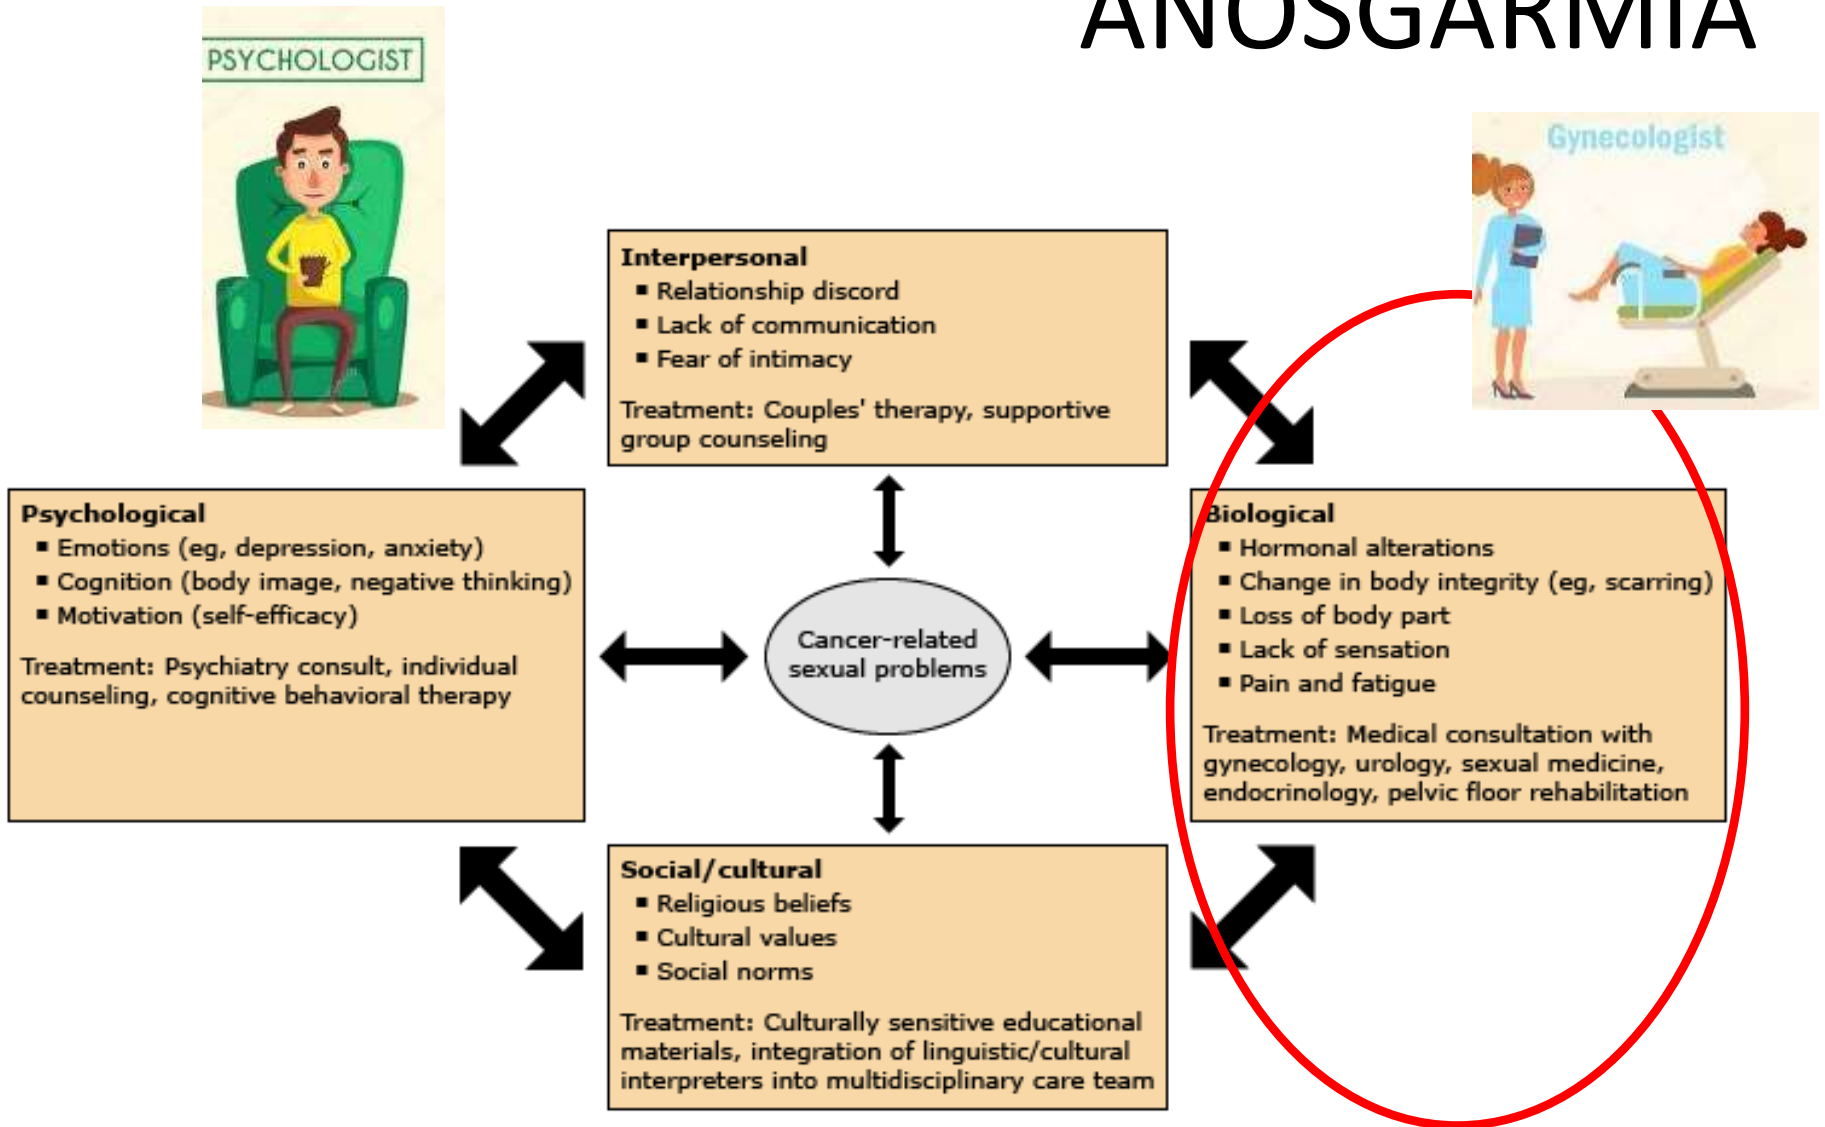 ANOSGARMIA
PSYCHOLOGIST
Gynecologist
Interpersonal
▪ Relationship discord
▪ Lack of communication
▪ Fear of intimacy
Treatment: Couples' therapy, supportive
group counseling
Psychological
▪ Emotions (eg, depression, anxiety)
▪ Cognition (body image, negative thinking)
▪ Motivation (self-efficacy)
Treatment: Psychiatry consult, individual
counseling, cognitive behavioral therapy
Cancer-related
sexual problems
Biological
▪ Hormonal alterations
▪ Change in body integrity (eg, scarring)
▪ Loss of body part
▪ Lack of sensation
▪ Pain and fatigue
Treatment: Medical consultation with
gynecology, urology, sexual medicine,
endocrinology, pelvic floor rehabilitation
Social/cultural
▪ Religious beliefs
▪ Cultural values
▪ Social norms
Treatment: Culturally sensitive educational
materials, integration of linguistic/cultural
interpreters into multidisciplinary care team